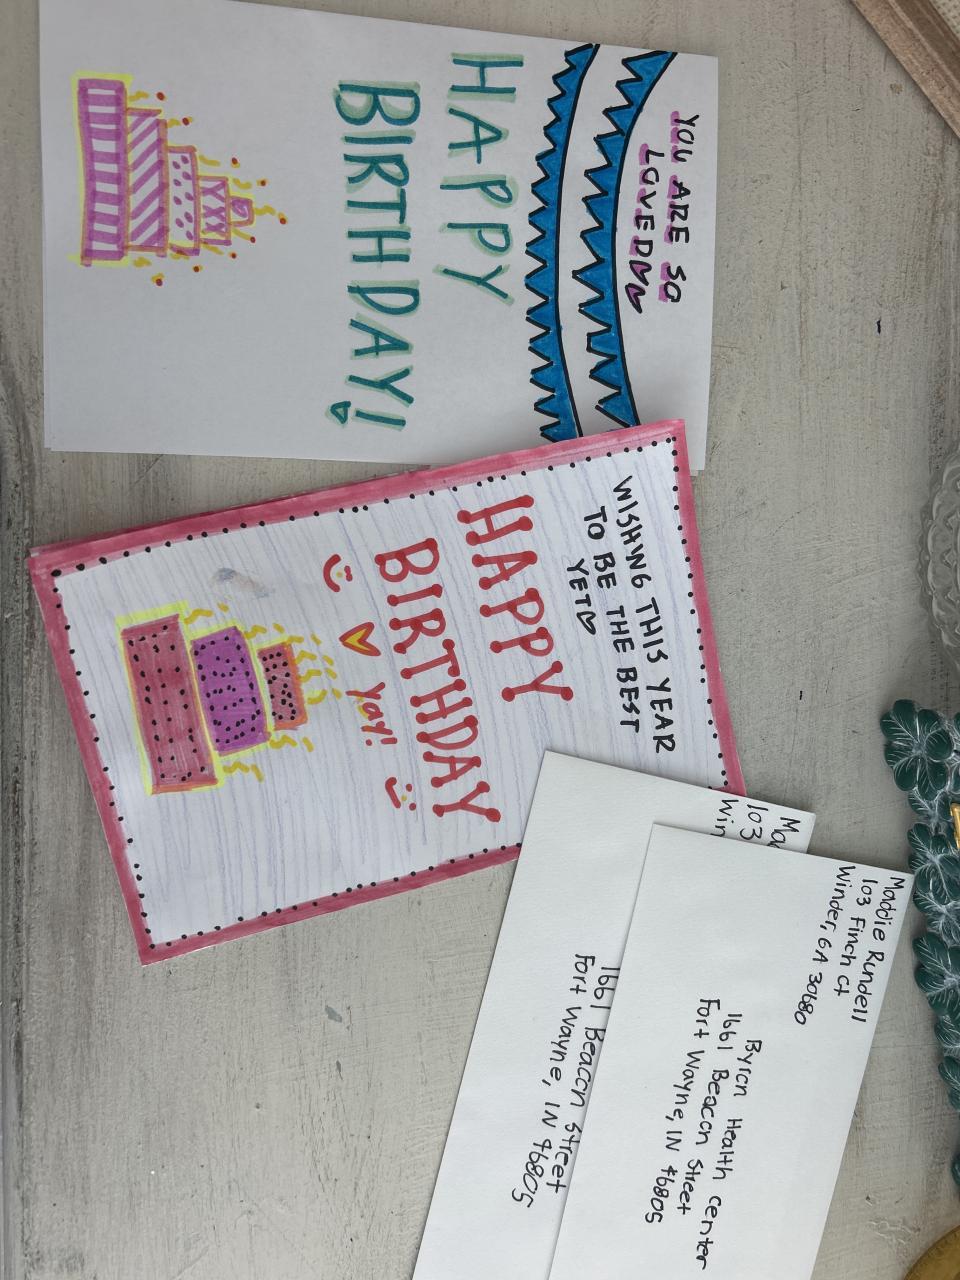 YOU ARE SO
LOVED
HAPPY
BIRTHDAY!
WISHING THIS YEAR
TO BE THE BEST
YET
HAPPY
BIRTHDAY
yay!
103
Win
1661 Beacon Street
Fort Wayne, IN 46805
Maddie Rundell
103 Finch Ct
Winder, GA 30680
Byron Health center
1661 Beacon Street
Fort Wayne, IN 46805